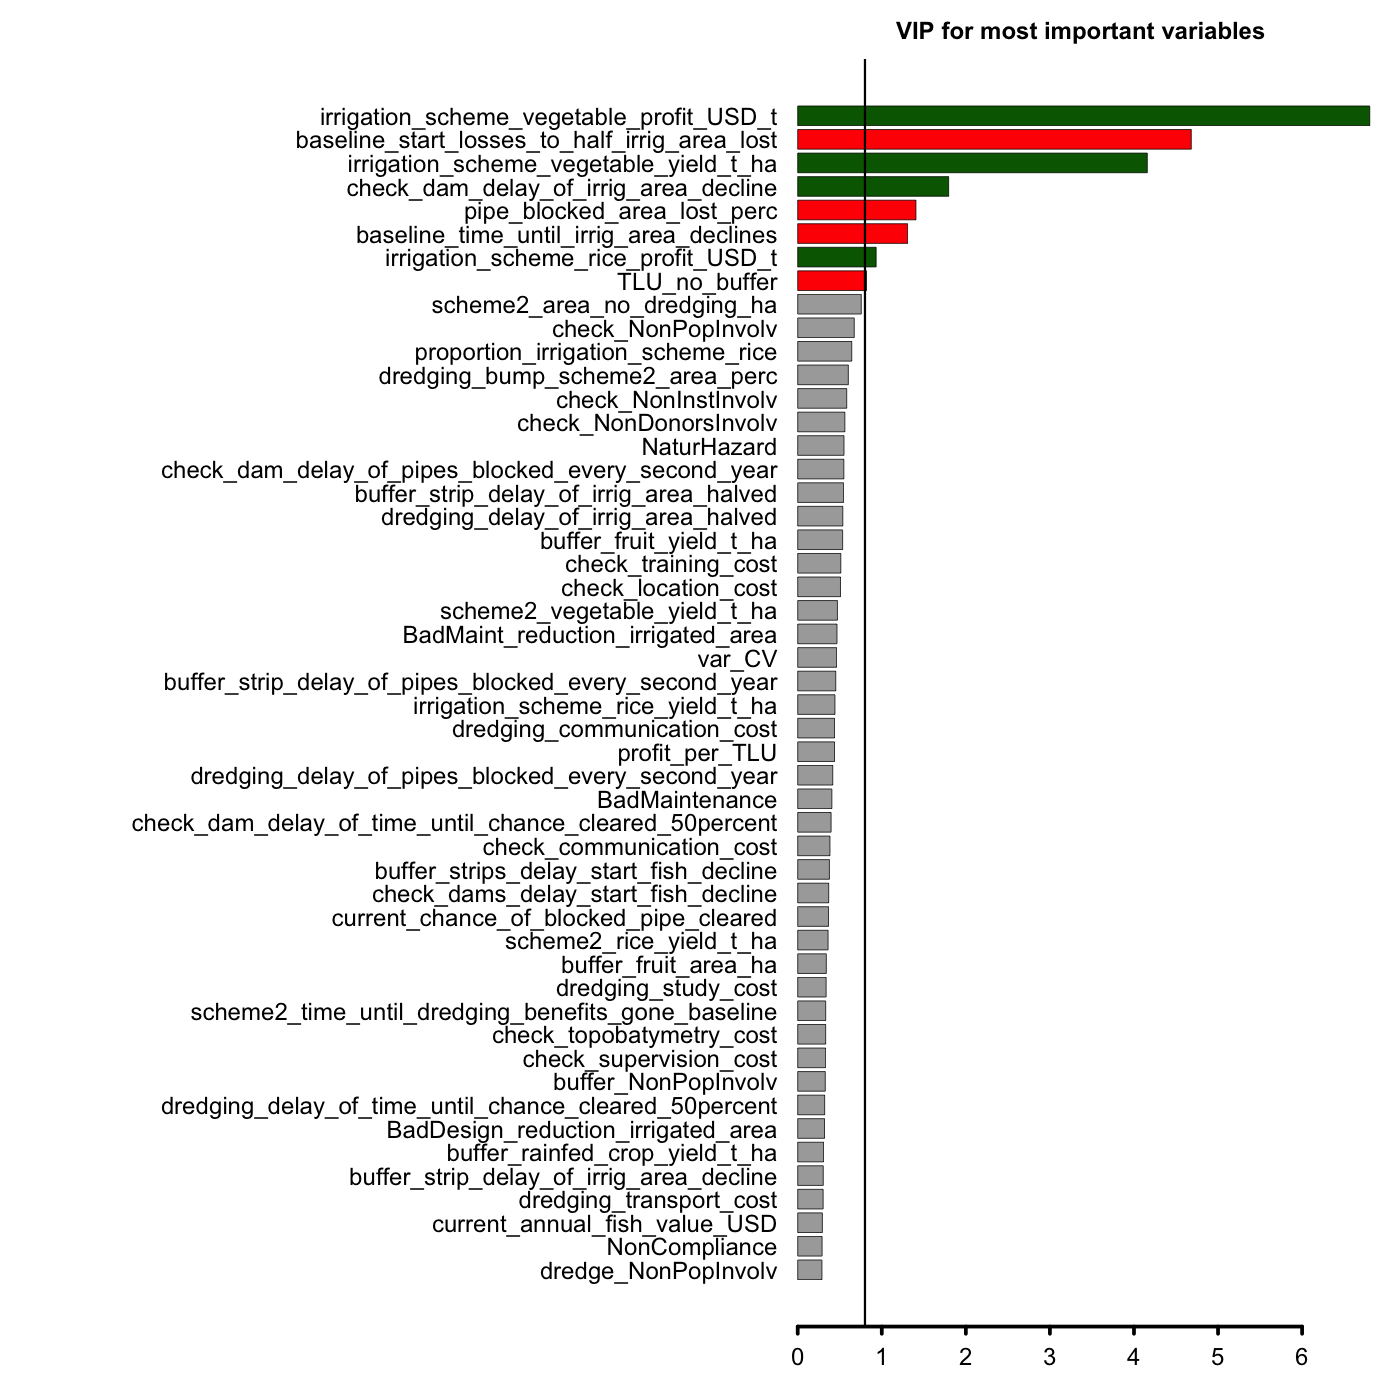 VIP for most important variables
irrigation_scheme_vegetable_profit_USD_t
baseline_start_losses_to_half_irrig_area_lost
irrigation_scheme_vegetable_yield_t_ha
check_dam_delay_of_irrig_area_decline
pipe_blocked_area_lost_perc
baseline_time_until_irrig_area_declines
irrigation_scheme_rice_profit_USD_t
TLU_no_buffer
scheme2_area_no_dredging_ha
check_NonPopInvolv
proportion_irrigation_scheme_rice
dredging_bump_scheme2_area_perc
check_NonInstInvolv
check_NonDonorsInvolv
NaturHazard
check_dam_delay_of_pipes_blocked_every_second_year
buffer_strip_delay_of_irrig_area_halved
dredging_delay_of_irrig_area_halved
buffer_fruit_yield_t_ha
check_training_cost
check_location_cost
scheme2_vegetable_yield_t_ha
BadMaint_reduction_irrigated_area
var_CV
buffer_strip_delay_of_pipes_blocked_every_second_year
irrigation_scheme_rice_yield_t_ha
dredging_communication_cost
profit_per_TLU
dredging_delay_of_pipes_blocked_every_second_year
BadMaintenance
check_dam_delay_of_time_until_chance_cleared_50percent
check_communication_cost
buffer_strips_delay_start_fish_decline
check_dams_delay_start_fish_decline
current_chance_of_blocked_pipe_cleared
scheme2_rice_yield_t_ha
buffer_fruit_area_ha
dredging_study_cost
scheme2_time_until_dredging_benefits_gone_baseline
check_topobatymetry_cost
check_supervision_cost
buffer_NonPopInvolv
dredging_delay_of_time_until_chance_cleared_50percent
BadDesign_reduction_irrigated_area
buffer_rainfed_crop_yield_t_ha
buffer_strip_delay_of_irrig_area_decline
dredging_transport_cost
current_annual_fish_value_USD
NonCompliance
dredge_NonPopInvolv
0 1 2 3 4 5 6